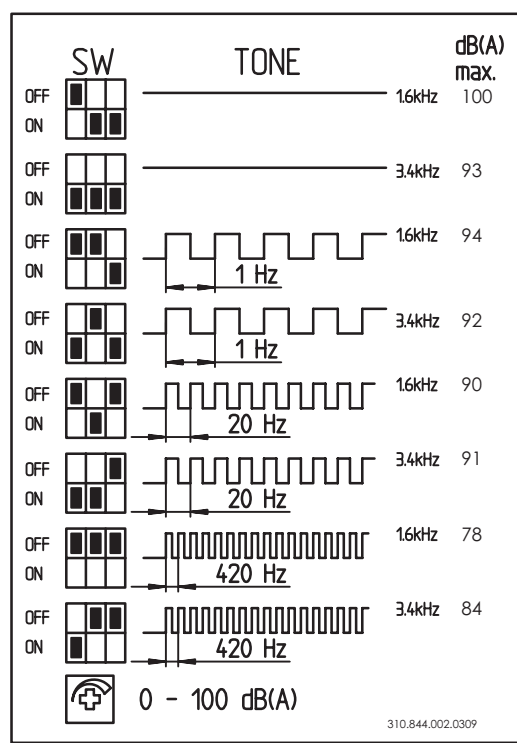 SW TONE dB(A)
max.
OFF 1.6kHz 100
ON
OFF 3.4kHz 93
ON
OFF 1.6kHz 94
ON 1 Hz
OFF 3.4kHz 92
ON 1 Hz
OFF 1.6kHz 90
ON 20 Hz
OFF 3.4kHz 91
ON 20 Hz
OFF 1.6kHz 78
ON 420 Hz
OFF 3.4kHz 84
ON 420 Hz
0 - 100 dB(A)
310.844.002.0309